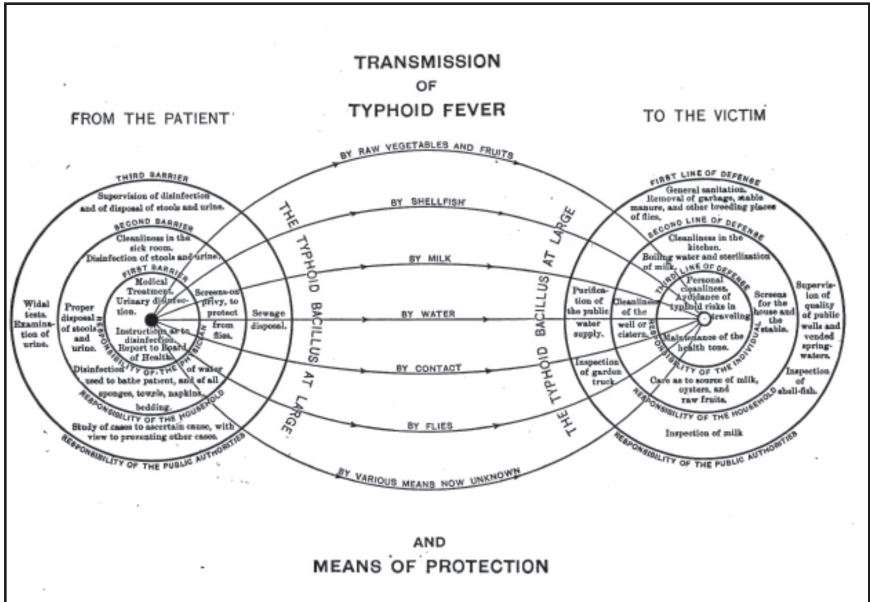 TRANSMISSION
OF
TYPHOID FEVER
FROM THE PATIENT
TO THE VICTIM
THIRD BARRIER
Supervision of disinfection
and of disposal of stools and urine.
SECOND BARRIER
Cleanliness in the
sick room.
Disinfection of stools and urine.
FIRST BARRIER
Medical
Treatment.
Urinary disinfec-
tion.
Instructions as to
disinfection.
Report to Board
of Health.
RESPONSIBILITY OF THE PHYSICIAN
Widal
tests.
Examina-
tion of
urine.
Proper
disposal
of stools
and
urine.
Screens on
privy, to
protect
from
flies.
Sewage
disposal.
Disinfection of water
used to bathe patient, and of all
sponges, towels, napkins,
bedding.
RESPONSIBILITY OF THE HOUSEHOLD
Study of cases to ascertain cause, with
view to preventing other cases.
RESPONSIBILITY OF THE PUBLIC AUTHORITIES
THE TYPHOID BACILLUS AT LARGE
BY RAW VEGETABLES AND FRUITS
BY SHELLFISH
BY MILK
BY WATER
BY CONTACT
BY FLIES
BY VARIOUS MEANS NOW UNKNOWN
THE TYPHOID BACILLUS AT LARGE
FIRST LINE OF DEFENSE
General sanitation.
Removal of garbage, stable
manure, and other breeding places
of flies.
SECOND LINE OF DEFENSE
Cleanliness in the
kitchen.
Boiling water and sterilisation
of milk.
THIRD LINE OF DEFENSE
Personal
cleanliness.
Avoidance of
typhoid risks in
traveling
Maintenance of the
health tone.
RESPONSIBILITY OF THE INDIVIDUAL
Purifica-
tion of
the public
water
supply.
Inspection
of garden
truck.
Cleanliness
of the
well or
cistern.
Screens
for the
house and
the
stable.
Supervis-
ion of
quality
of public
wells and
vended
spring-
waters.
Inspection
of
shell-fish.
Care as to source of milk,
oysters, and
raw fruits.
RESPONSIBILITY OF THE HOUSEHOLD
Inspection of milk
RESPONSIBILITY OF THE PUBLIC AUTHORITIES
AND
MEANS OF PROTECTION